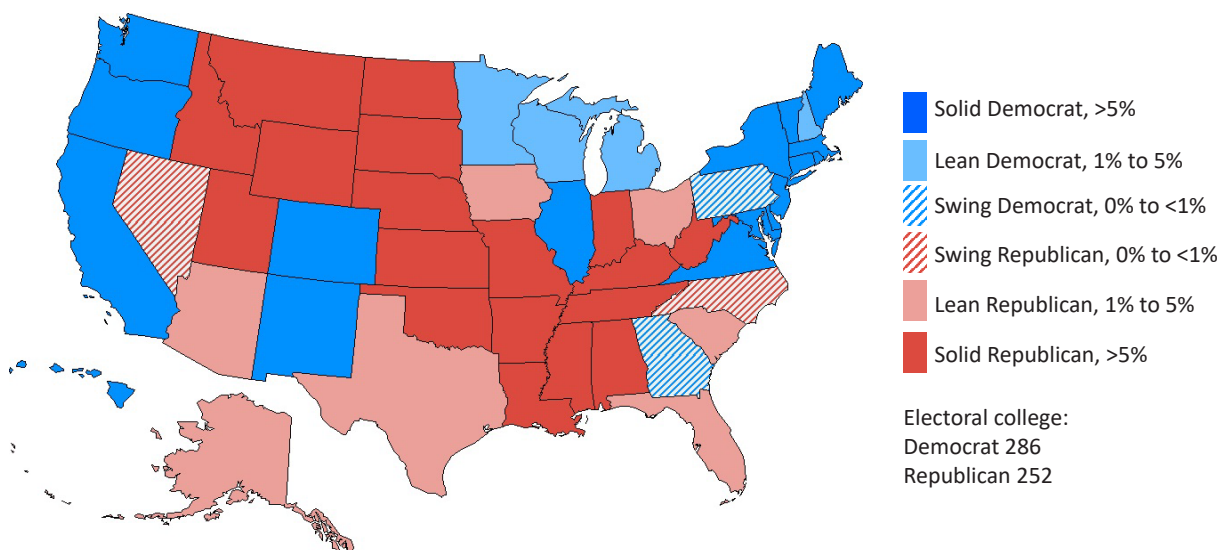 Solid Democrat, >5%
Lean Democrat, 1% to 5%
Swing Democrat, 0% to <1%
Swing Republican, 0% to <1%
Lean Republican, 1% to 5%
Solid Republican, >5%
Electoral college:
Democrat 286
Republican 252